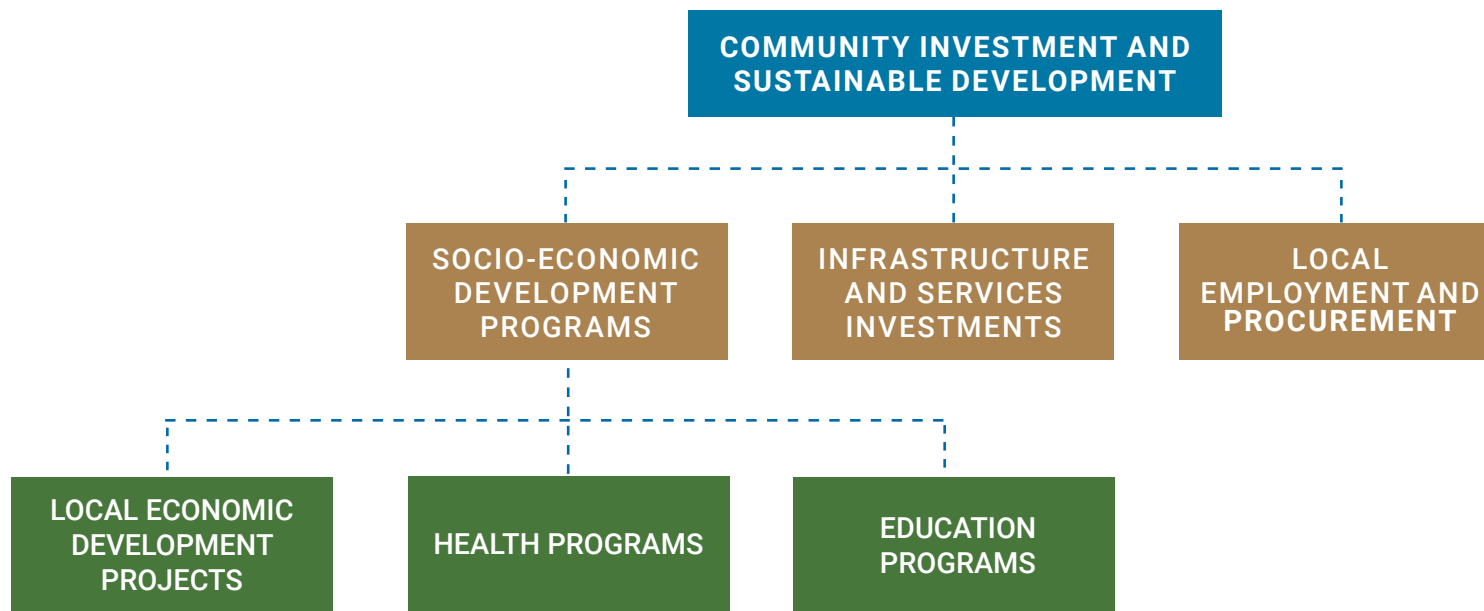 COMMUNITY INVESTMENT AND
SUSTAINABLE DEVELOPMENT
SOCIO-ECONOMIC
DEVELOPMENT
PROGRAMS
INFRASTRUCTURE
AND SERVICES
INVESTMENTS
LOCAL
EMPLOYMENT AND
PROCUREMENT
LOCAL ECONOMIC
DEVELOPMENT
PROJECTS
HEALTH PROGRAMS
EDUCATION
PROGRAMS